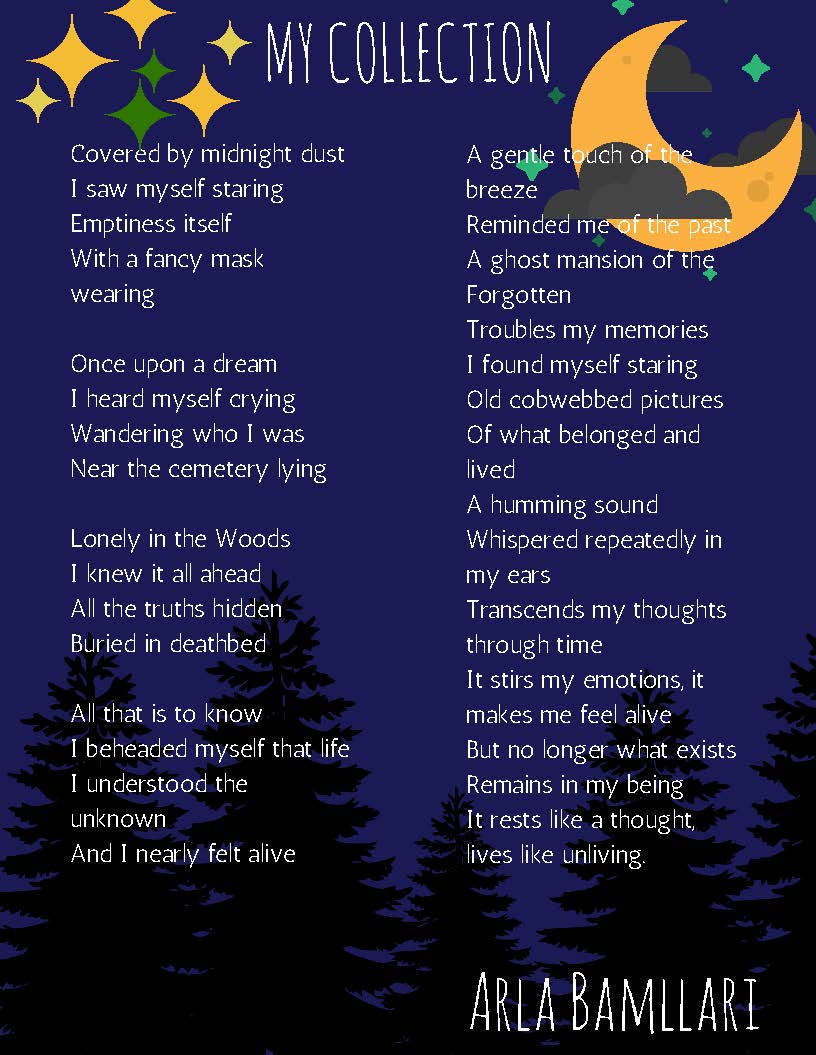 MY COLLECTION
Covered by midnight dust
I saw myself staring
Emptiness itself
With a fancy mask
wearing
Once upon a dream
I heard myself crying
Wandering who I was
Near the cemetery lying
Lonely in the Woods
I knew it all ahead
All the truths hidden
Buried in deathbed
All that is to know
I beheaded myself that life
I understood the
unknown
And I nearly felt alive
A gentle touch of the
breeze
Reminded me of the past
A ghost mansion of the
Forgotten
Troubles my memories
I found myself staring
Old cobwebbed pictures
Of what belonged and
lived
A humming sound
Whispered repeatedly in
my ears
Transcends my thoughts
through time
It stirs my emotions, it
makes me feel alive
But no longer what exists
Remains in my being
It rests like a thought,
lives like unliving.
ARLA BAMLLARI